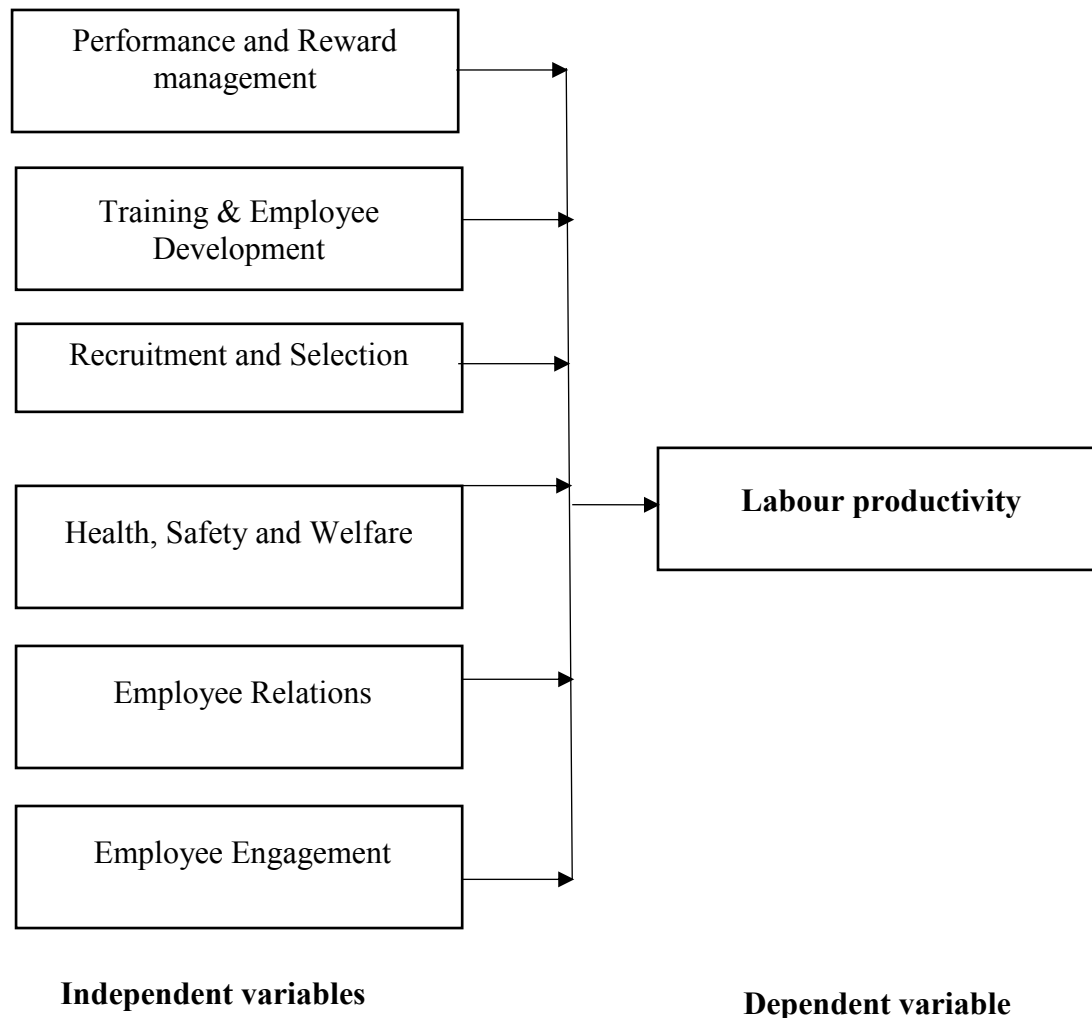 Performance and Reward
management
Training & Employee
Development
Recruitment and Selection
Health, Safety and Welfare
Labour productivity
Employee Relations
Employee Engagement
Independent variables
Dependent variable